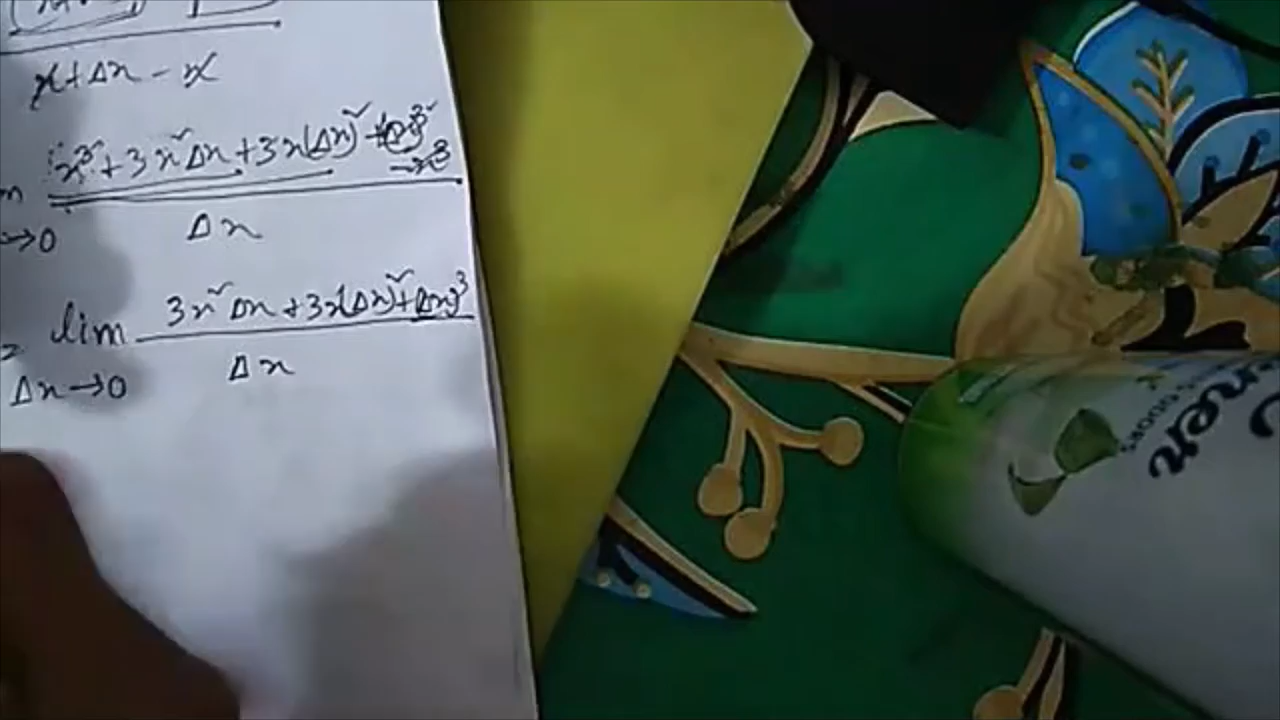 x+Δx-x
x³+3x²Δx+3x(Δx)²+(Δx)³
-x³
→0 Δx
3x²Δx+3x(Δx)²+(Δx)³
lim
Δx→0 Δx